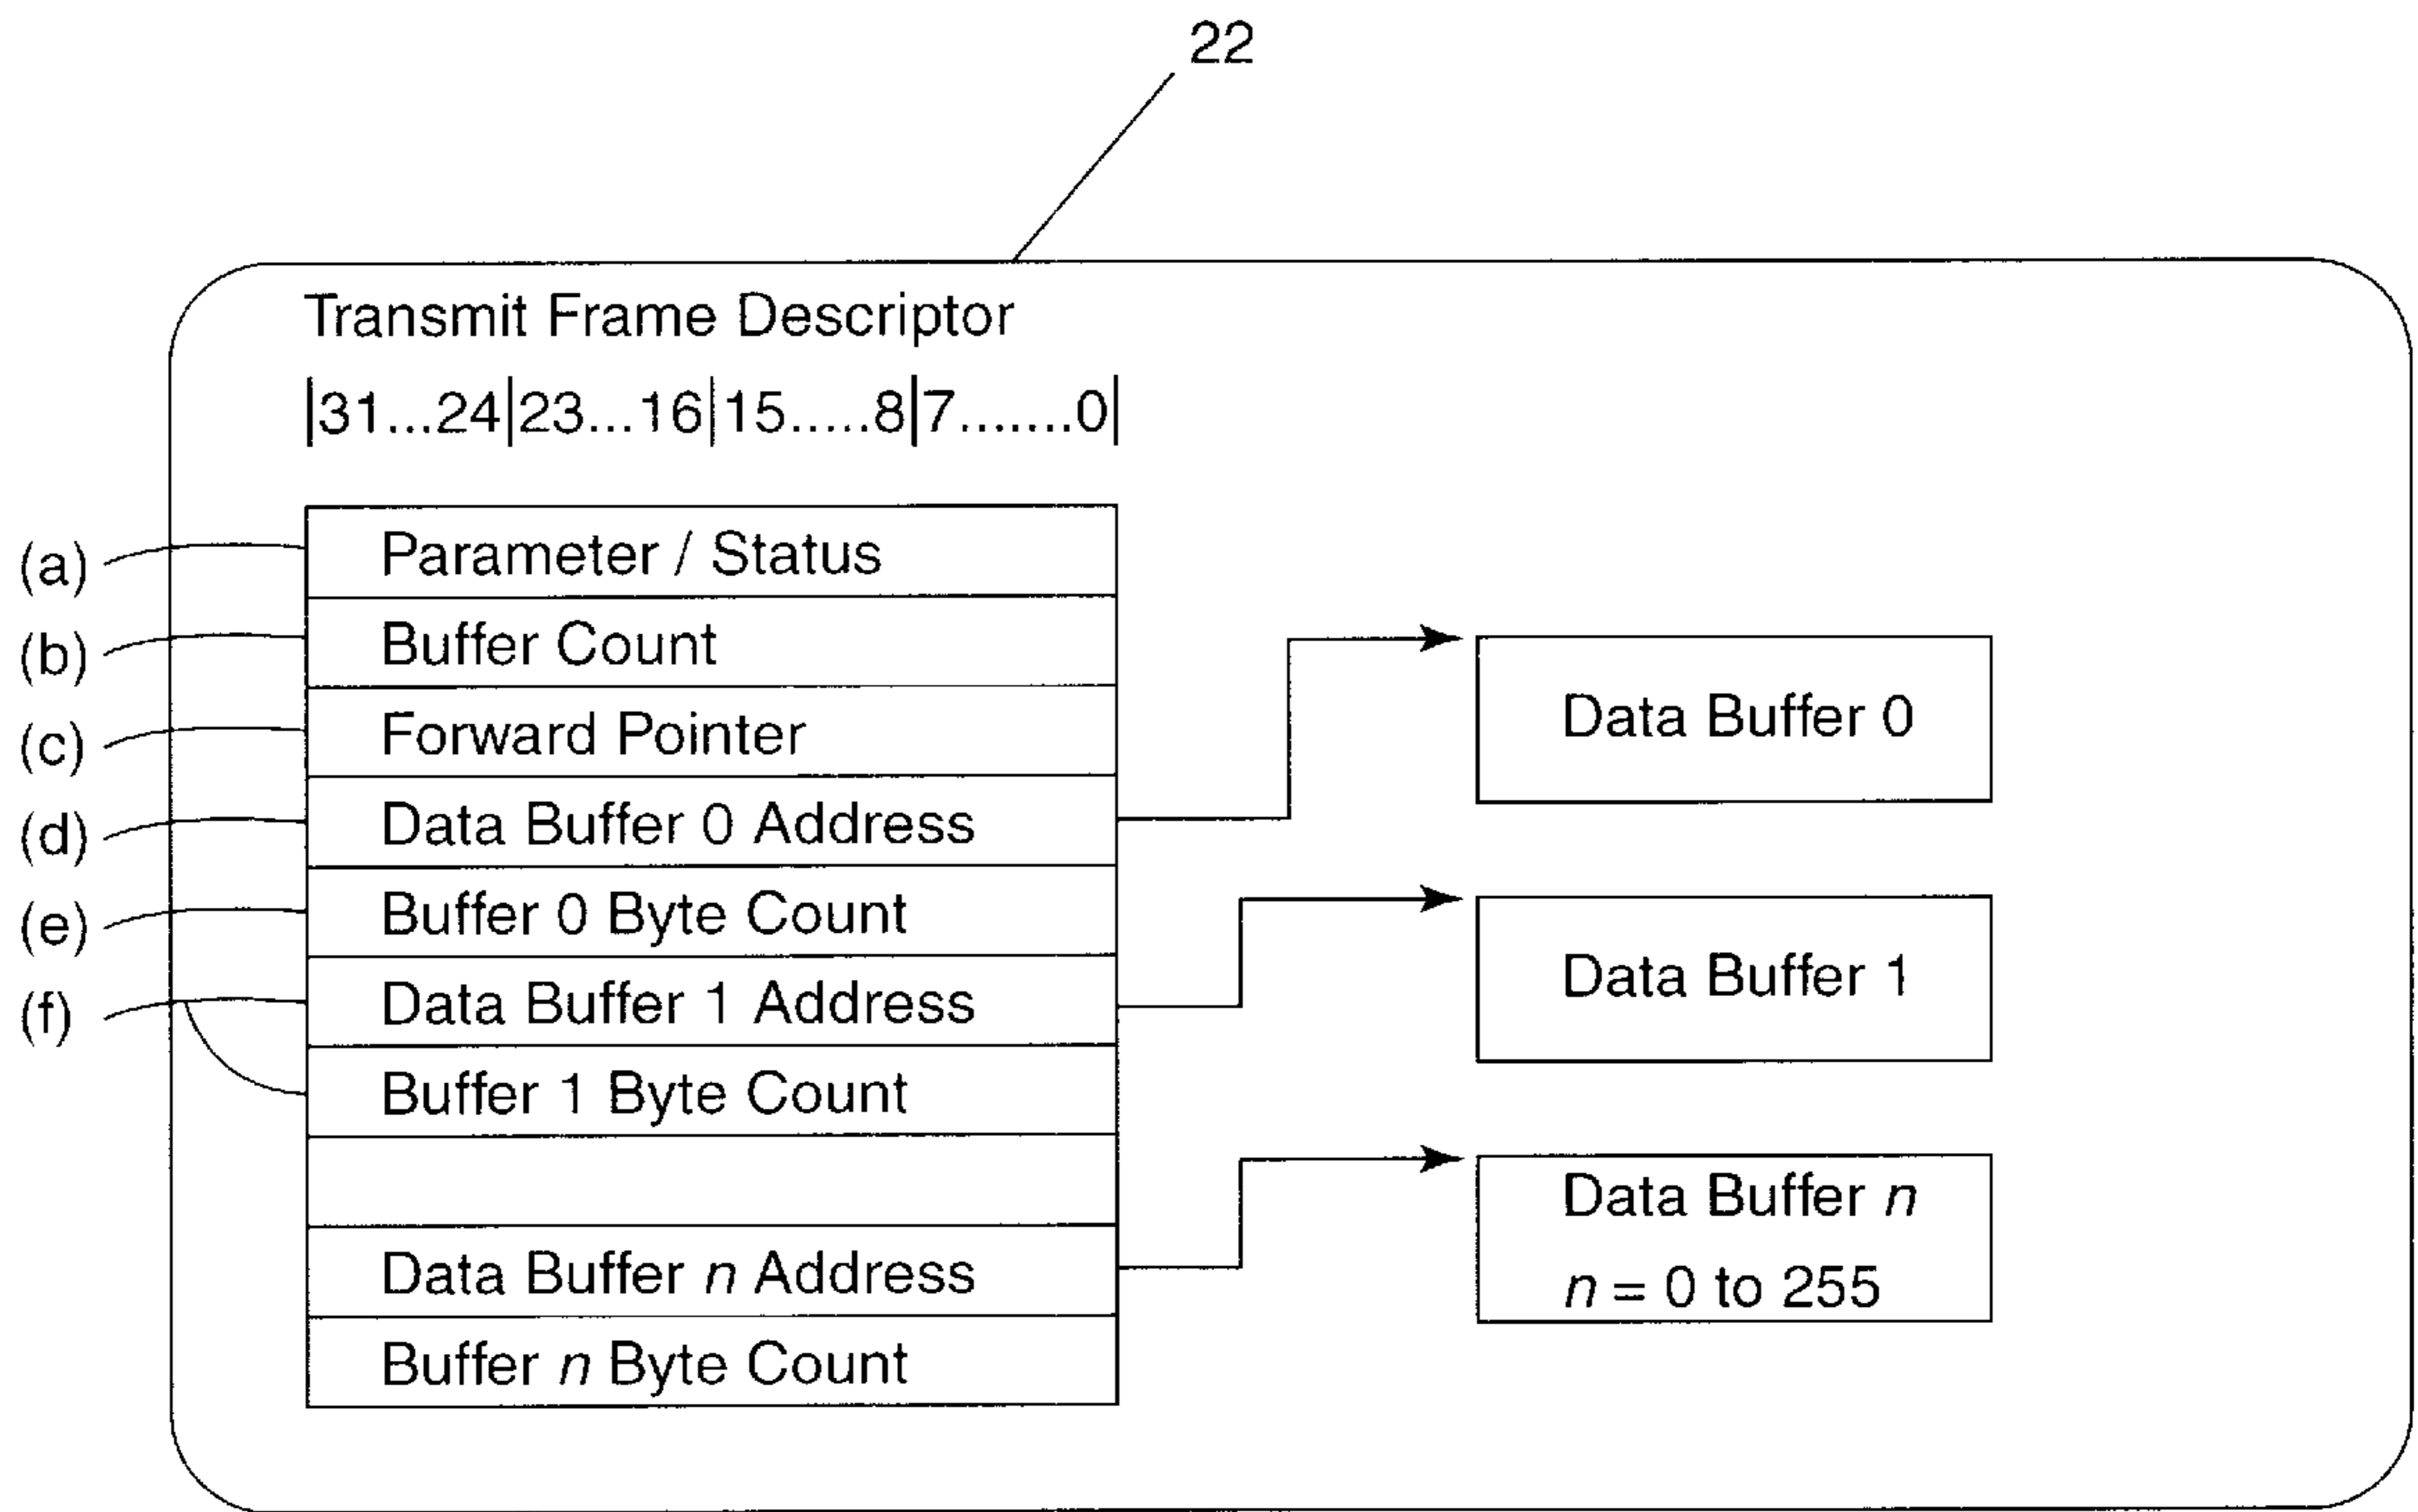 22
Transmit Frame Descriptor
|31...24|23...16|15.....8|7.......0|
(a) Parameter / Status
(b) Buffer Count
(c) Forward Pointer
(d) Data Buffer 0 Address
(e) Buffer 0 Byte Count
(f) Data Buffer 1 Address
Buffer 1 Byte Count
Data Buffer n Address
Buffer n Byte Count
Data Buffer 0
Data Buffer 1
Data Buffer n
n = 0 to 255